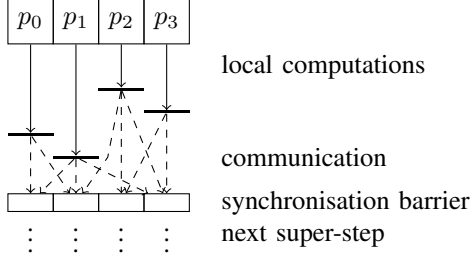 p0 p1 p2 p3
local computations
communication
synchronisation barrier
next super-step